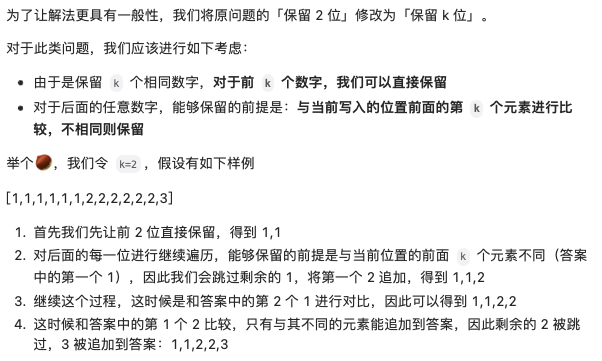 为了让解法更具有一般性，我们将原问题的「保留 2 位」修改为「保留 k 位」。
对于此类问题，我们应该进行如下考虑：
• 由于是保留 k 个相同数字，对于前 k 个数字，我们可以直接保留
• 对于后面的任意数字，能够保留的前提是：与当前写入的位置前面的第 k 个元素进行比
较，不相同则保留
举个🌰，我们令 k=2 ，假设有如下样例
[1,1,1,1,1,1,2,2,2,2,2,2,3]
1. 首先我们先让前 2 位直接保留，得到 1,1
2. 对后面的每一位进行继续遍历，能够保留的前提是与当前位置的前面 k 个元素不同（答案
中的第一个 1），因此我们会跳过剩余的 1，将第一个 2 追加，得到 1,1,2
3. 继续这个过程，这时候是和答案中的第 2 个 1 进行对比，因此可以得到 1,1,2,2
4. 这时候和答案中的第 1 个 2 比较，只有与其不同的元素能追加到答案，因此剩余的 2 被跳
过，3 被追加到答案：1,1,2,2,3